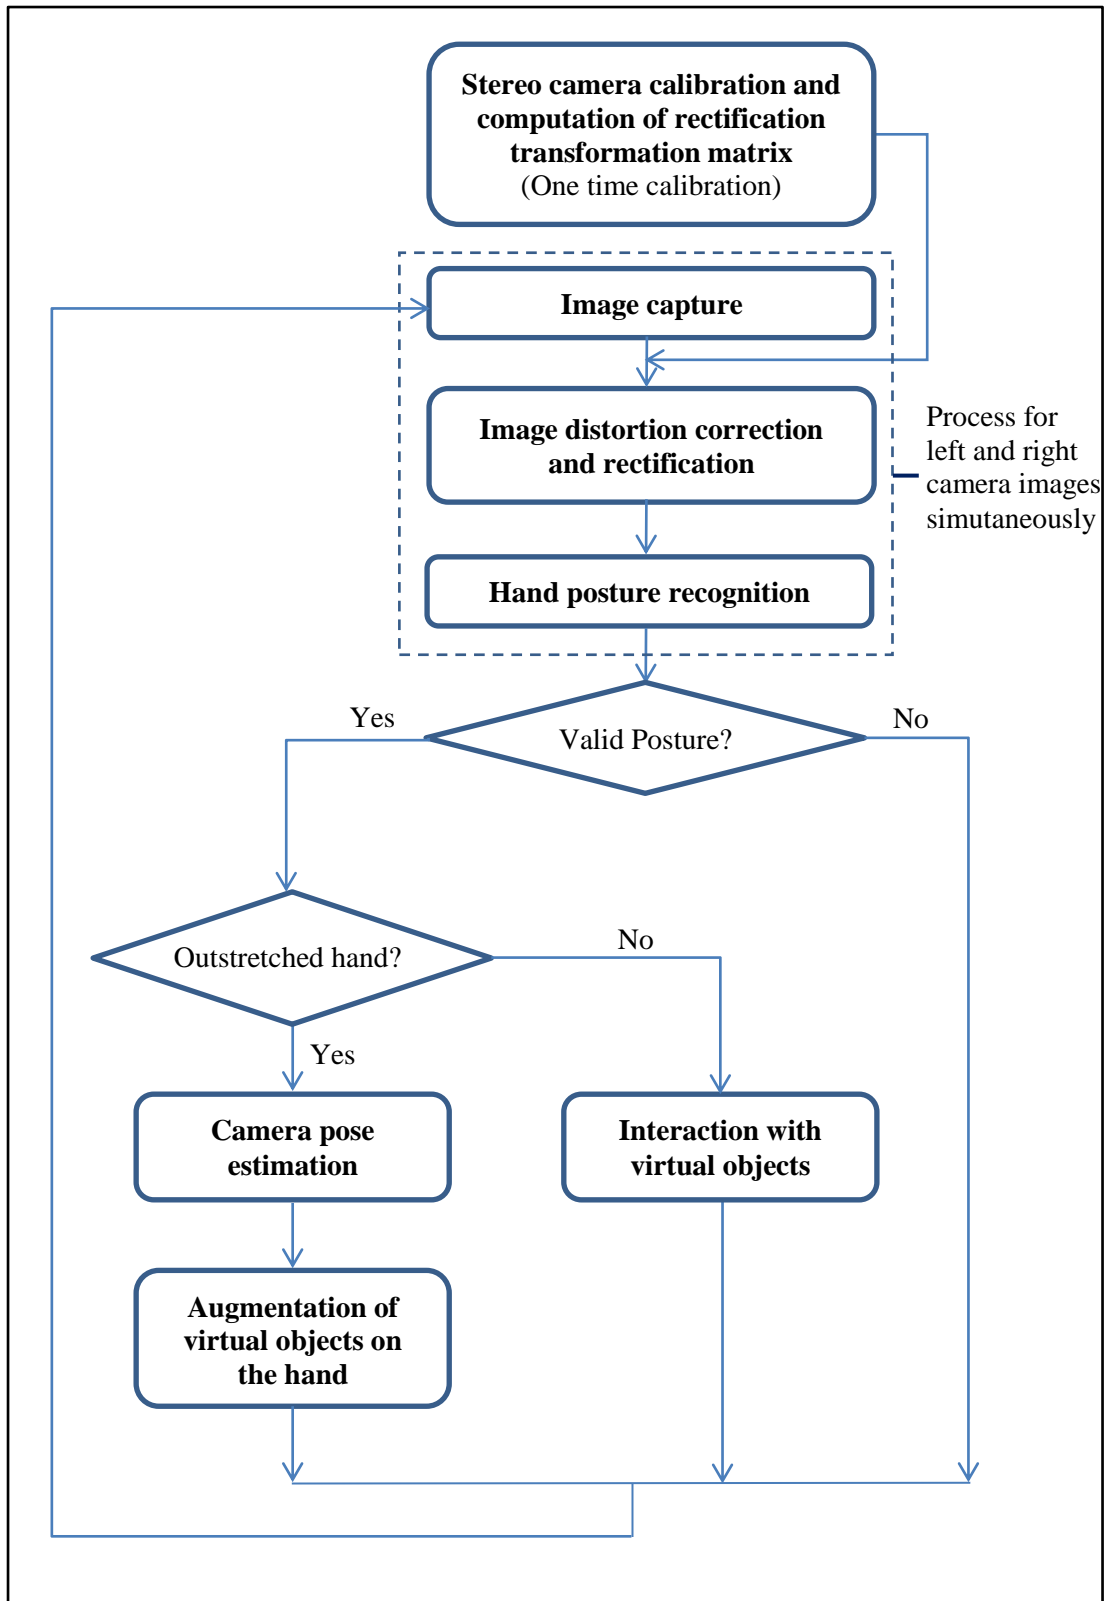 Stereo camera calibration and
computation of rectification
transformation matrix
(One time calibration)
Image capture
Image distortion correction
and rectification
Process for
left and right
camera images
simutaneously
Hand posture recognition
Yes
No
Valid Posture?
No
Outstretched hand?
Yes
Camera pose
estimation
Interaction with
virtual objects
Augmentation of
virtual objects on
the hand